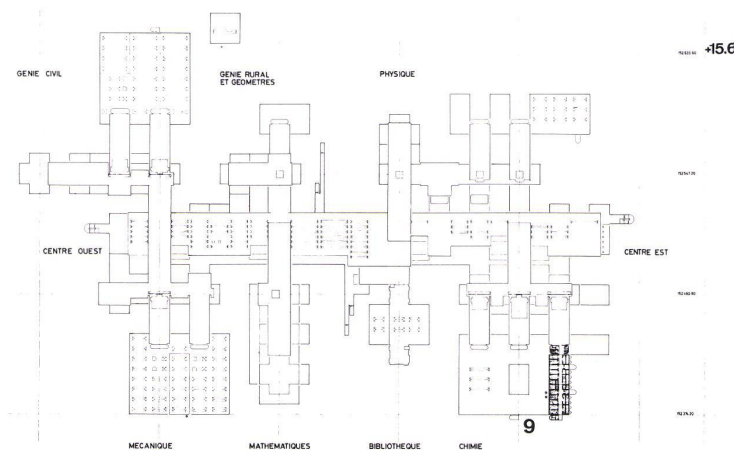 +15.6
GENIE CIVIL
GENIE RURAL
ET GEOMETRES
PHYSIQUE
CENTRE OUEST
CENTRE EST
9
MECANIQUE
MATHEMATIQUES
BIBLIOTHEQUE
CHIMIE